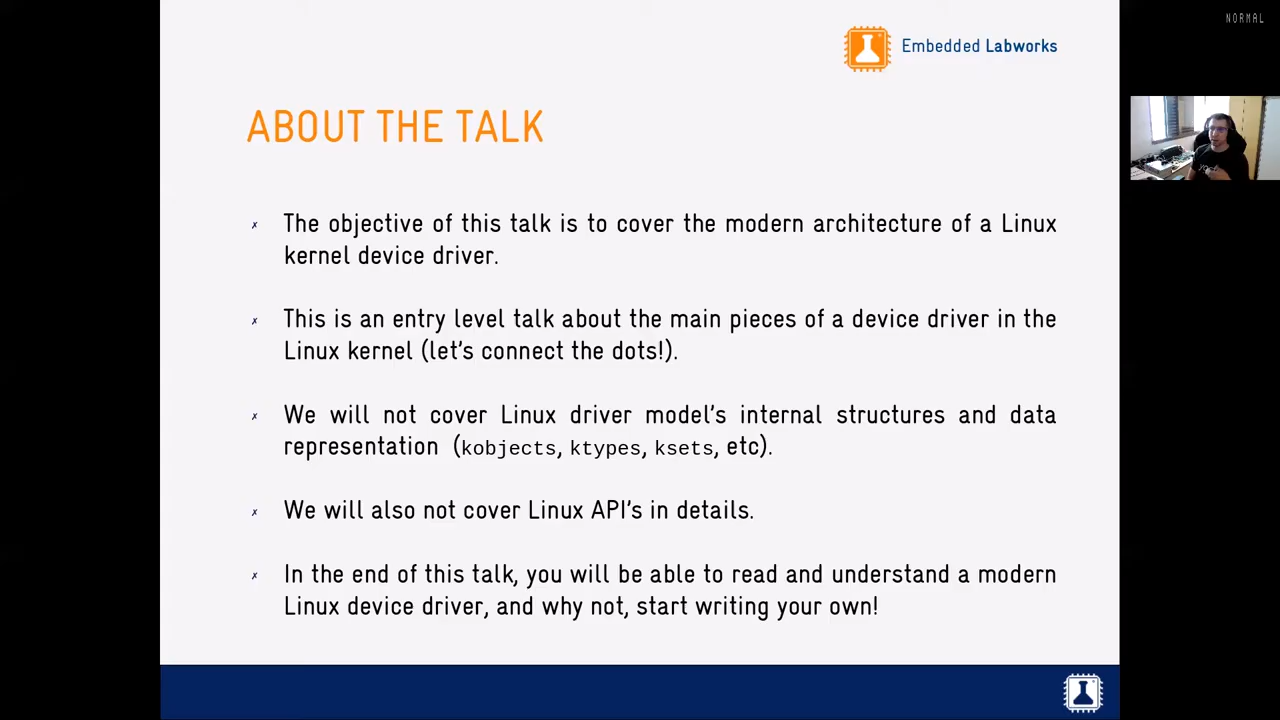 NORMAL
Embedded Labworks
ABOUT THE TALK
✗ The objective of this talk is to cover the modern architecture of a Linux
kernel device driver.
✗ This is an entry level talk about the main pieces of a device driver in the
Linux kernel (let's connect the dots!).
✗ We will not cover Linux driver model's internal structures and data
representation (kobjects, ktypes, ksets, etc).
✗ We will also not cover Linux API's in details.
✗ In the end of this talk, you will be able to read and understand a modern
Linux device driver, and why not, start writing your own!